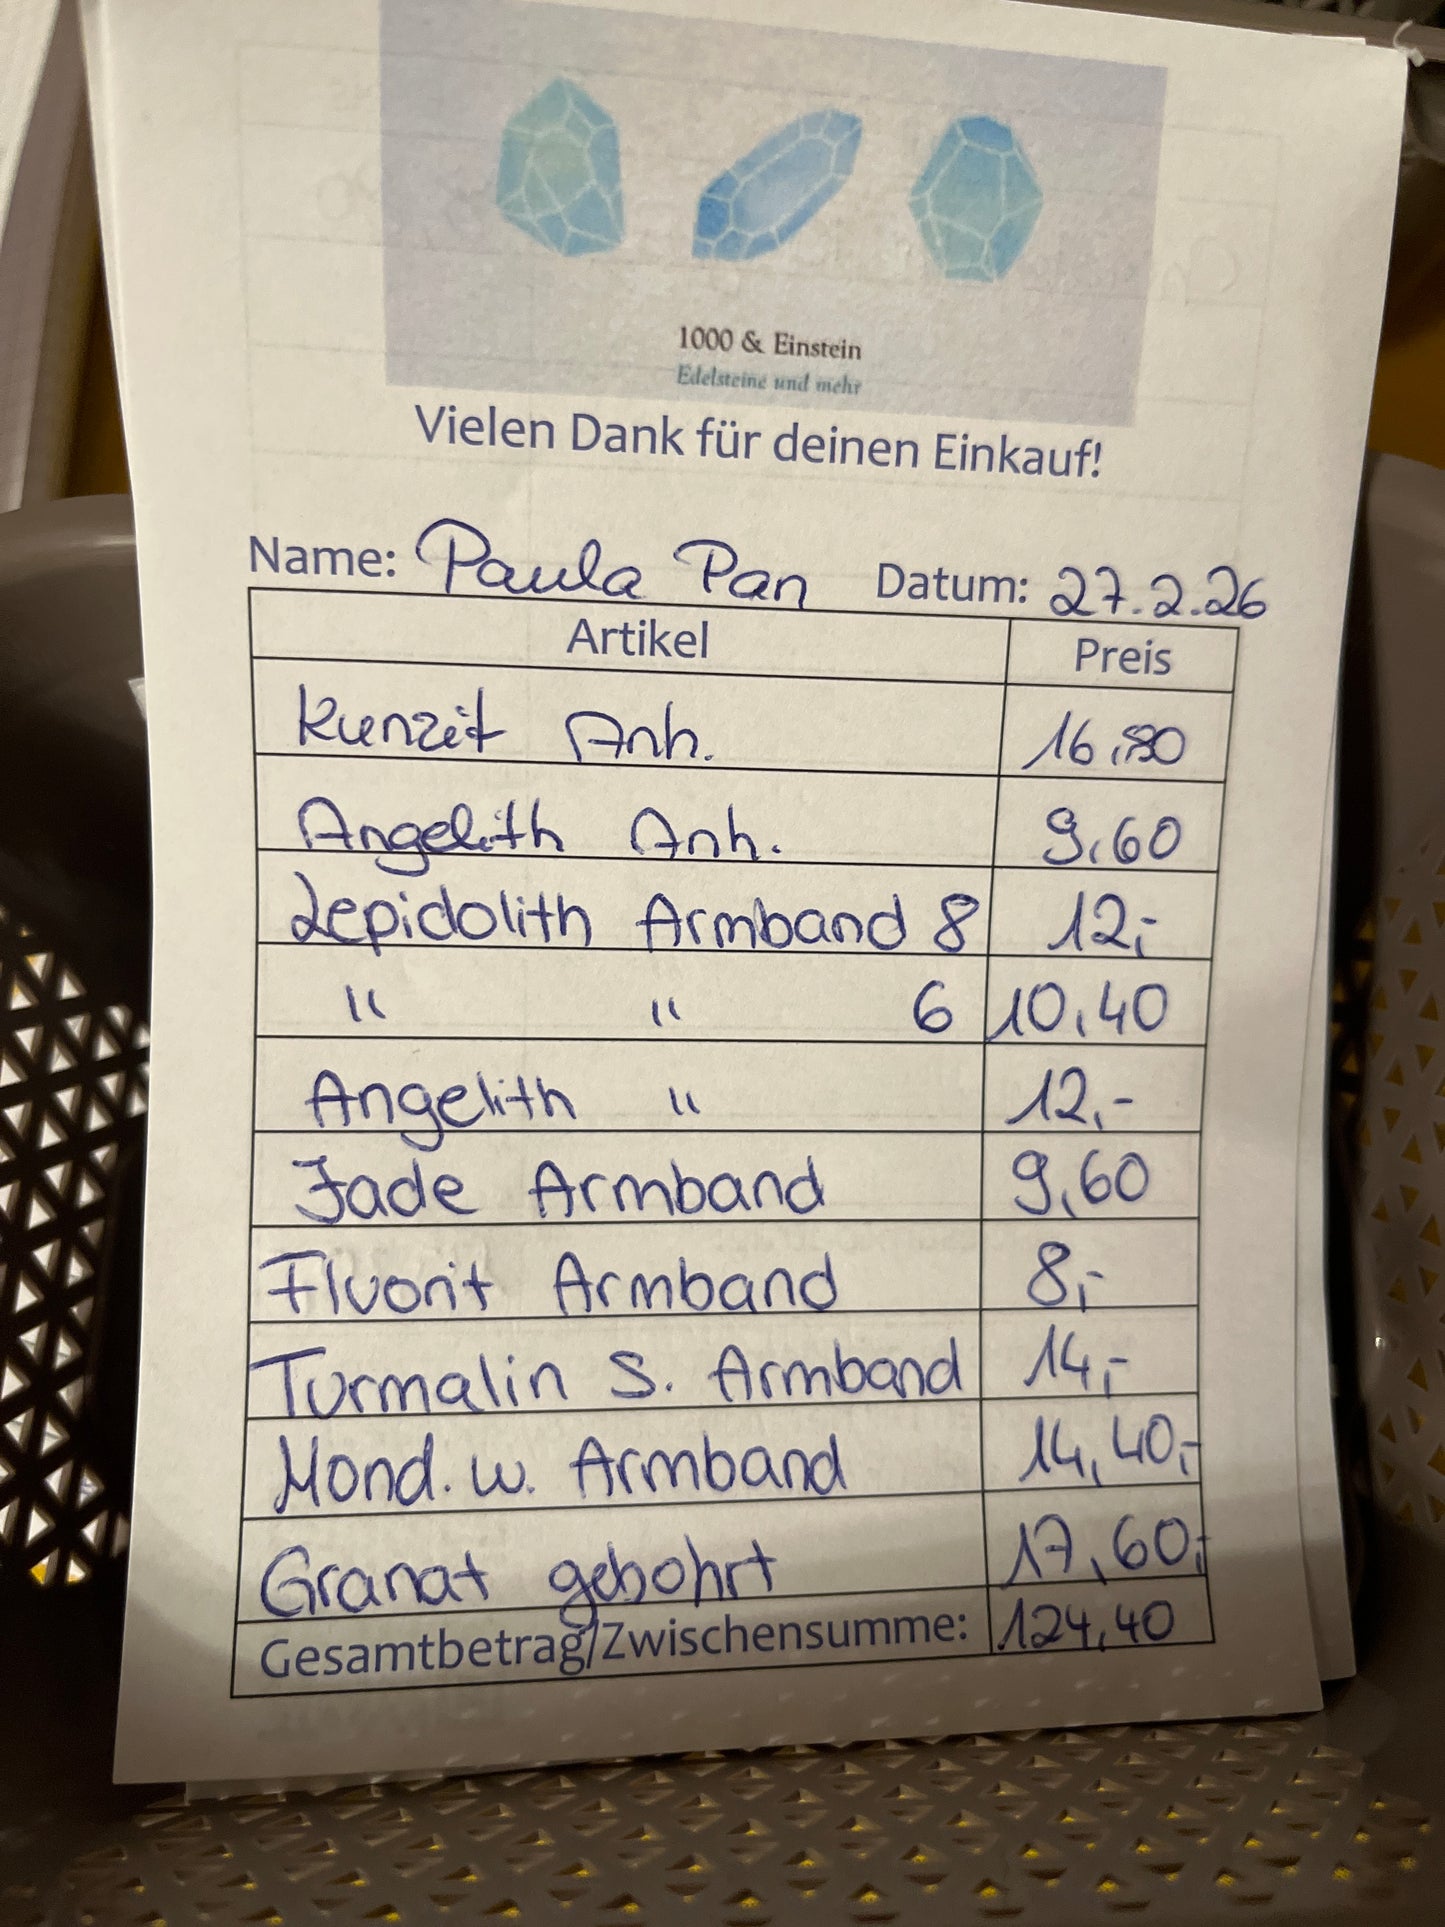 1000 & Einstein
Edelsteine und mehr
Vielen Dank für deinen Einkauf!
Name: Paula Pan Datum: 27.2.26
Artikel Preis
Kunzit Anh. 16,80
Angelith Anh. 9,60
Lepidolith Armband 8 12,-
" " 6 10,40
Angelith " 12,-
Jade Armband 9,60
Fluorit Armband 8,-
Turmalin S. Armband 14,-
Mond. w. Armband 14,40,-
Granat gebohrt 17,60,-
Gesamtbetrag/Zwischensumme: 124,40